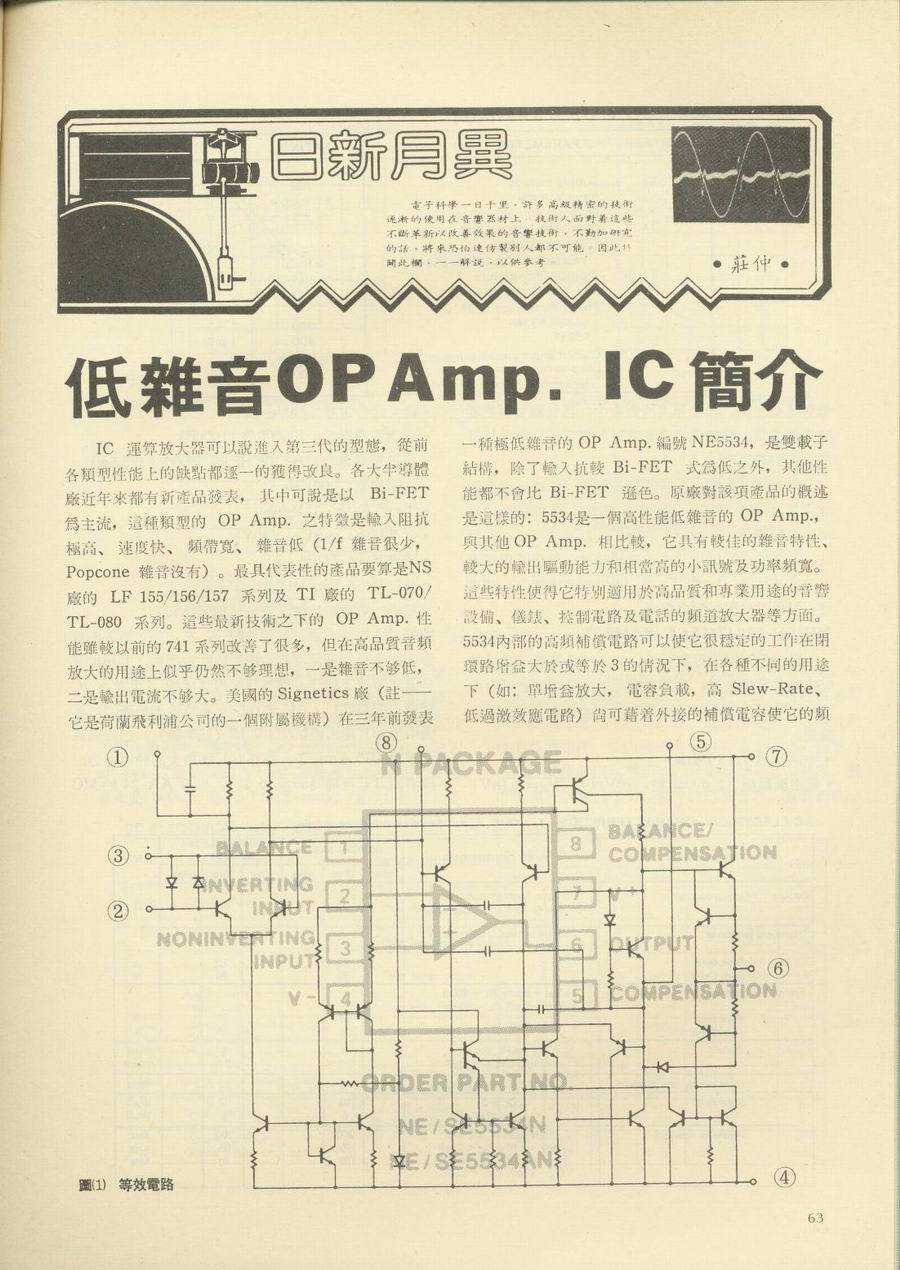 日新月異
電子科學一日千里．許多高級精密的技術
逐漸的使用在音響器材上．技術人面對着這些
不斷革新以改善效果的音響技術，不勤加研究
的話．將來恐怕連仿製別人都不可能．因此
闢此欄．一一解説．以供參考
●莊仲●
低雜音OP Amp. IC 簡介
IC 運算放大器可以說進入第三代的型態，從前
各類型性能上的缺點都逐一的獲得改良。各大半導體
廠近年來都有新產品發表，其中可說是以 Bi-FET
爲主流，這種類型的 OP Amp. 之特徵是輸入阻抗
極高、速度快、頻帶寬、雜音低（1/f 雜音很少，
Popcone 雜音沒有）。最具代表性的產品要算是NS
廠的 LF 155/156/157 系列及 TI 廠的 TL-070/
TL-080 系列。這些最新技術之下的 OP Amp. 性
能雖較以前的 741 系列改善了很多，但在高品質音頻
放大的用途上似乎仍然不够理想，一是雜音不够低，
二是輸出電流不够大。美國的 Signetics 廠（註——
它是荷蘭飛利浦公司的一個附屬機構）在三年前發表
一種極低雜音的 OP Amp. 編號 NE5534，是雙載子
結構，除了輸入抗較 Bi-FET 式爲低之外，其他性
能都不會比 Bi-FET 遜色。原廠對該項產品的概述
是這樣的：5534是一個高性能低雜音的 OP Amp.，
與其他 OP Amp. 相比較，它具有較佳的雜音特性、
較大的輸出驅動能力和相當高的小訊號及功率頻寬。
這些特性使得它特別適用於高品質和專業用途的音響
設備、儀錶、控制電路及電話的頻道放大器等方面。
5534內部的高頻補償電路可以使它很穩定的工作在閉
環路增益大於或等於 3 的情況下，在各種不同的用途
下（如：單增益放大，電容負載，高 Slew-Rate、
低過激效應電路）尙可藉着外接的補償電容使它的頻
① ⑧ ⑤ ⑦
N PACKAGE
③
②
⑥
④
BALANCE 1
INVERTING
INPUT 2
NONINVERTING
INPUT 3
V- 4
8 BALANCE/
COMPENSATION
7 V+
6 OUTPUT
5 COMPENSATION
ORDER PART NO.
NE/SE5534N
NE/SE5534AN
圖(1) 等效電路
63